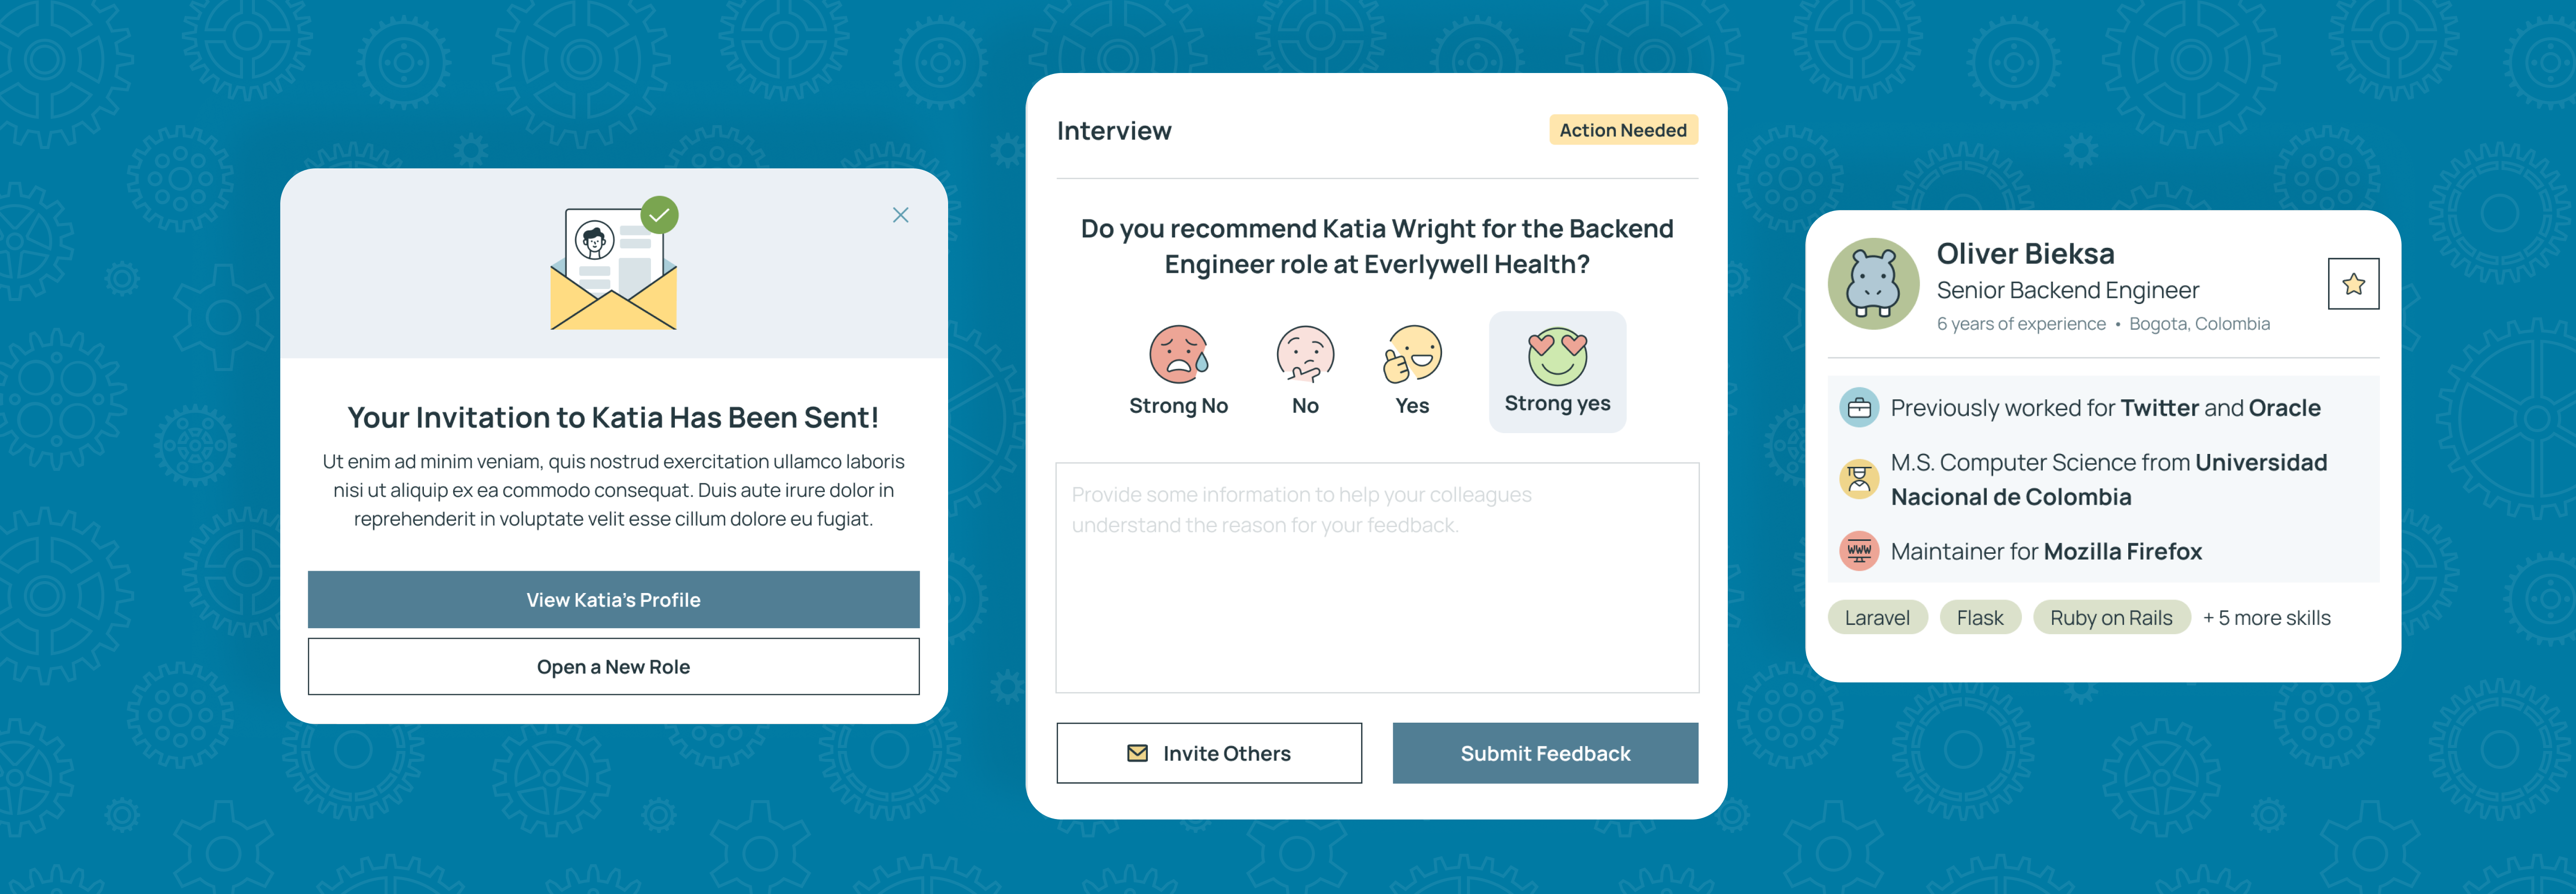 Your Invitation to Katia Has Been Sent!
Ut enim ad minim veniam, quis nostrud exercitation ullamco laboris
nisi ut aliquip ex ea commodo consequat. Duis aute irure dolor in
reprehenderit in voluptate velit esse cillum dolore eu fugiat.
View Katia's Profile
Open a New Role
Interview
Action Needed
Do you recommend Katia Wright for the Backend
Engineer role at Everlywell Health?
Strong No
No
Yes
Strong yes
Provide some information to help your colleagues
understand the reason for your feedback.
Invite Others
Submit Feedback
Oliver Bieksa
Senior Backend Engineer
6 years of experience • Bogota, Colombia
Previously worked for Twitter and Oracle
M.S. Computer Science from Universidad
Nacional de Colombia
WWW
Maintainer for Mozilla Firefox
Laravel
Flask
Ruby on Rails
+ 5 more skills